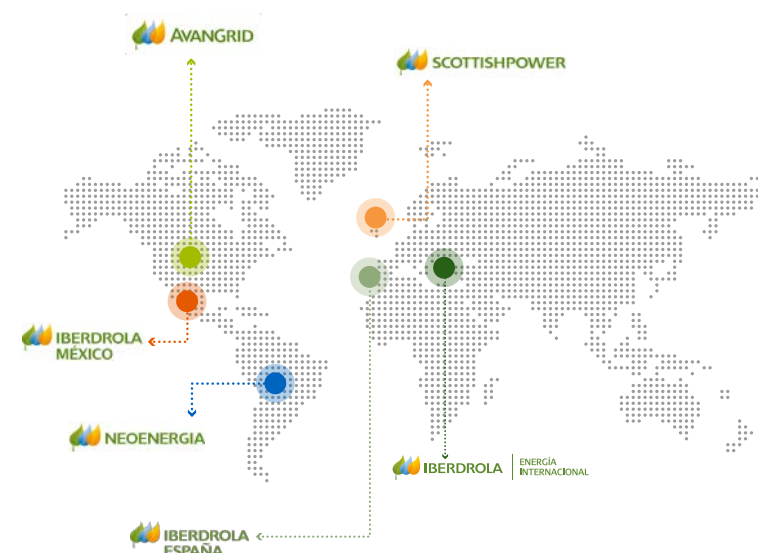 AVANGRID
SCOTTISHPOWER
IBERDROLA
MÉXICO
NEOENERGIA
IBERDROLA
ENERGÍA
INTERNACIONAL
IBERDROLA
ESPAÑA